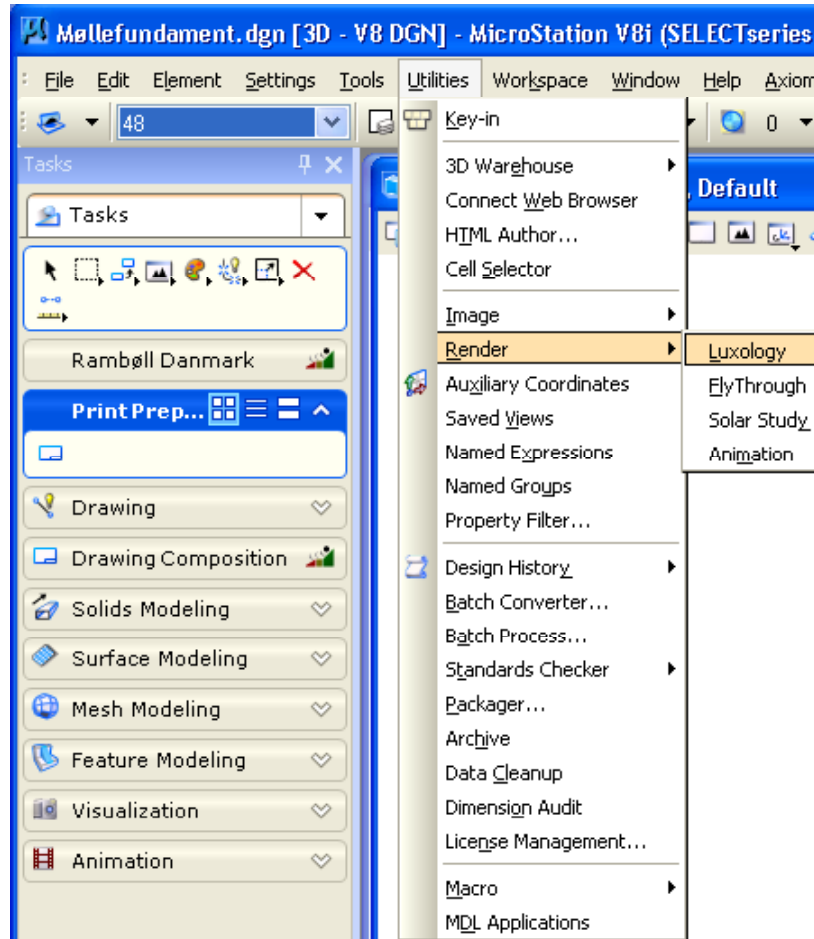 Møllefundament.dgn [3D - V8 DGN] - MicroStation V8i (SELECTseries
File Edit Element Settings Tools Utilities Workspace Window Help Axiom
48 0
Tasks
Tasks
Rambøll Danmark
Print Prep...
Drawing
Drawing Composition
Solids Modeling
Surface Modeling
Mesh Modeling
Feature Modeling
Visualization
Animation
Key-in
3D Warehouse
Connect Web Browser
HTML Author...
Cell Selector
Image
Render
Auxiliary Coordinates
Saved Views
Named Expressions
Named Groups
Property Filter...
Design History
Batch Converter...
Batch Process...
Standards Checker
Packager...
Archive
Data Cleanup
Dimension Audit
License Management...
Macro
MDL Applications
Luxology
FlyThrough
Solar Study
Animation
, Default